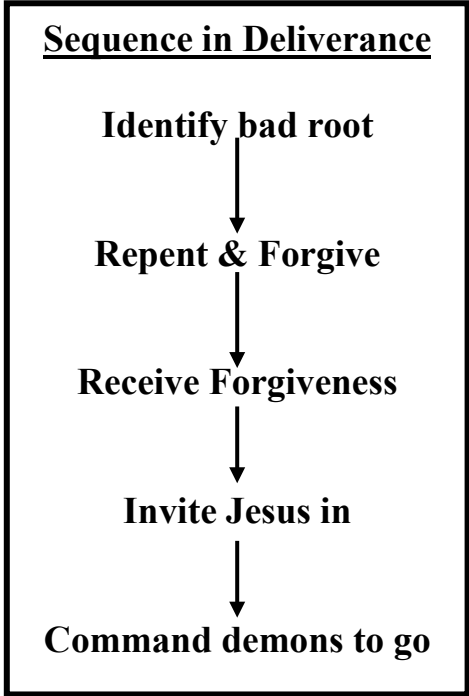 Sequence in Deliverance
Identify bad root
Repent & Forgive
Receive Forgiveness
Invite Jesus in
Command demons to go